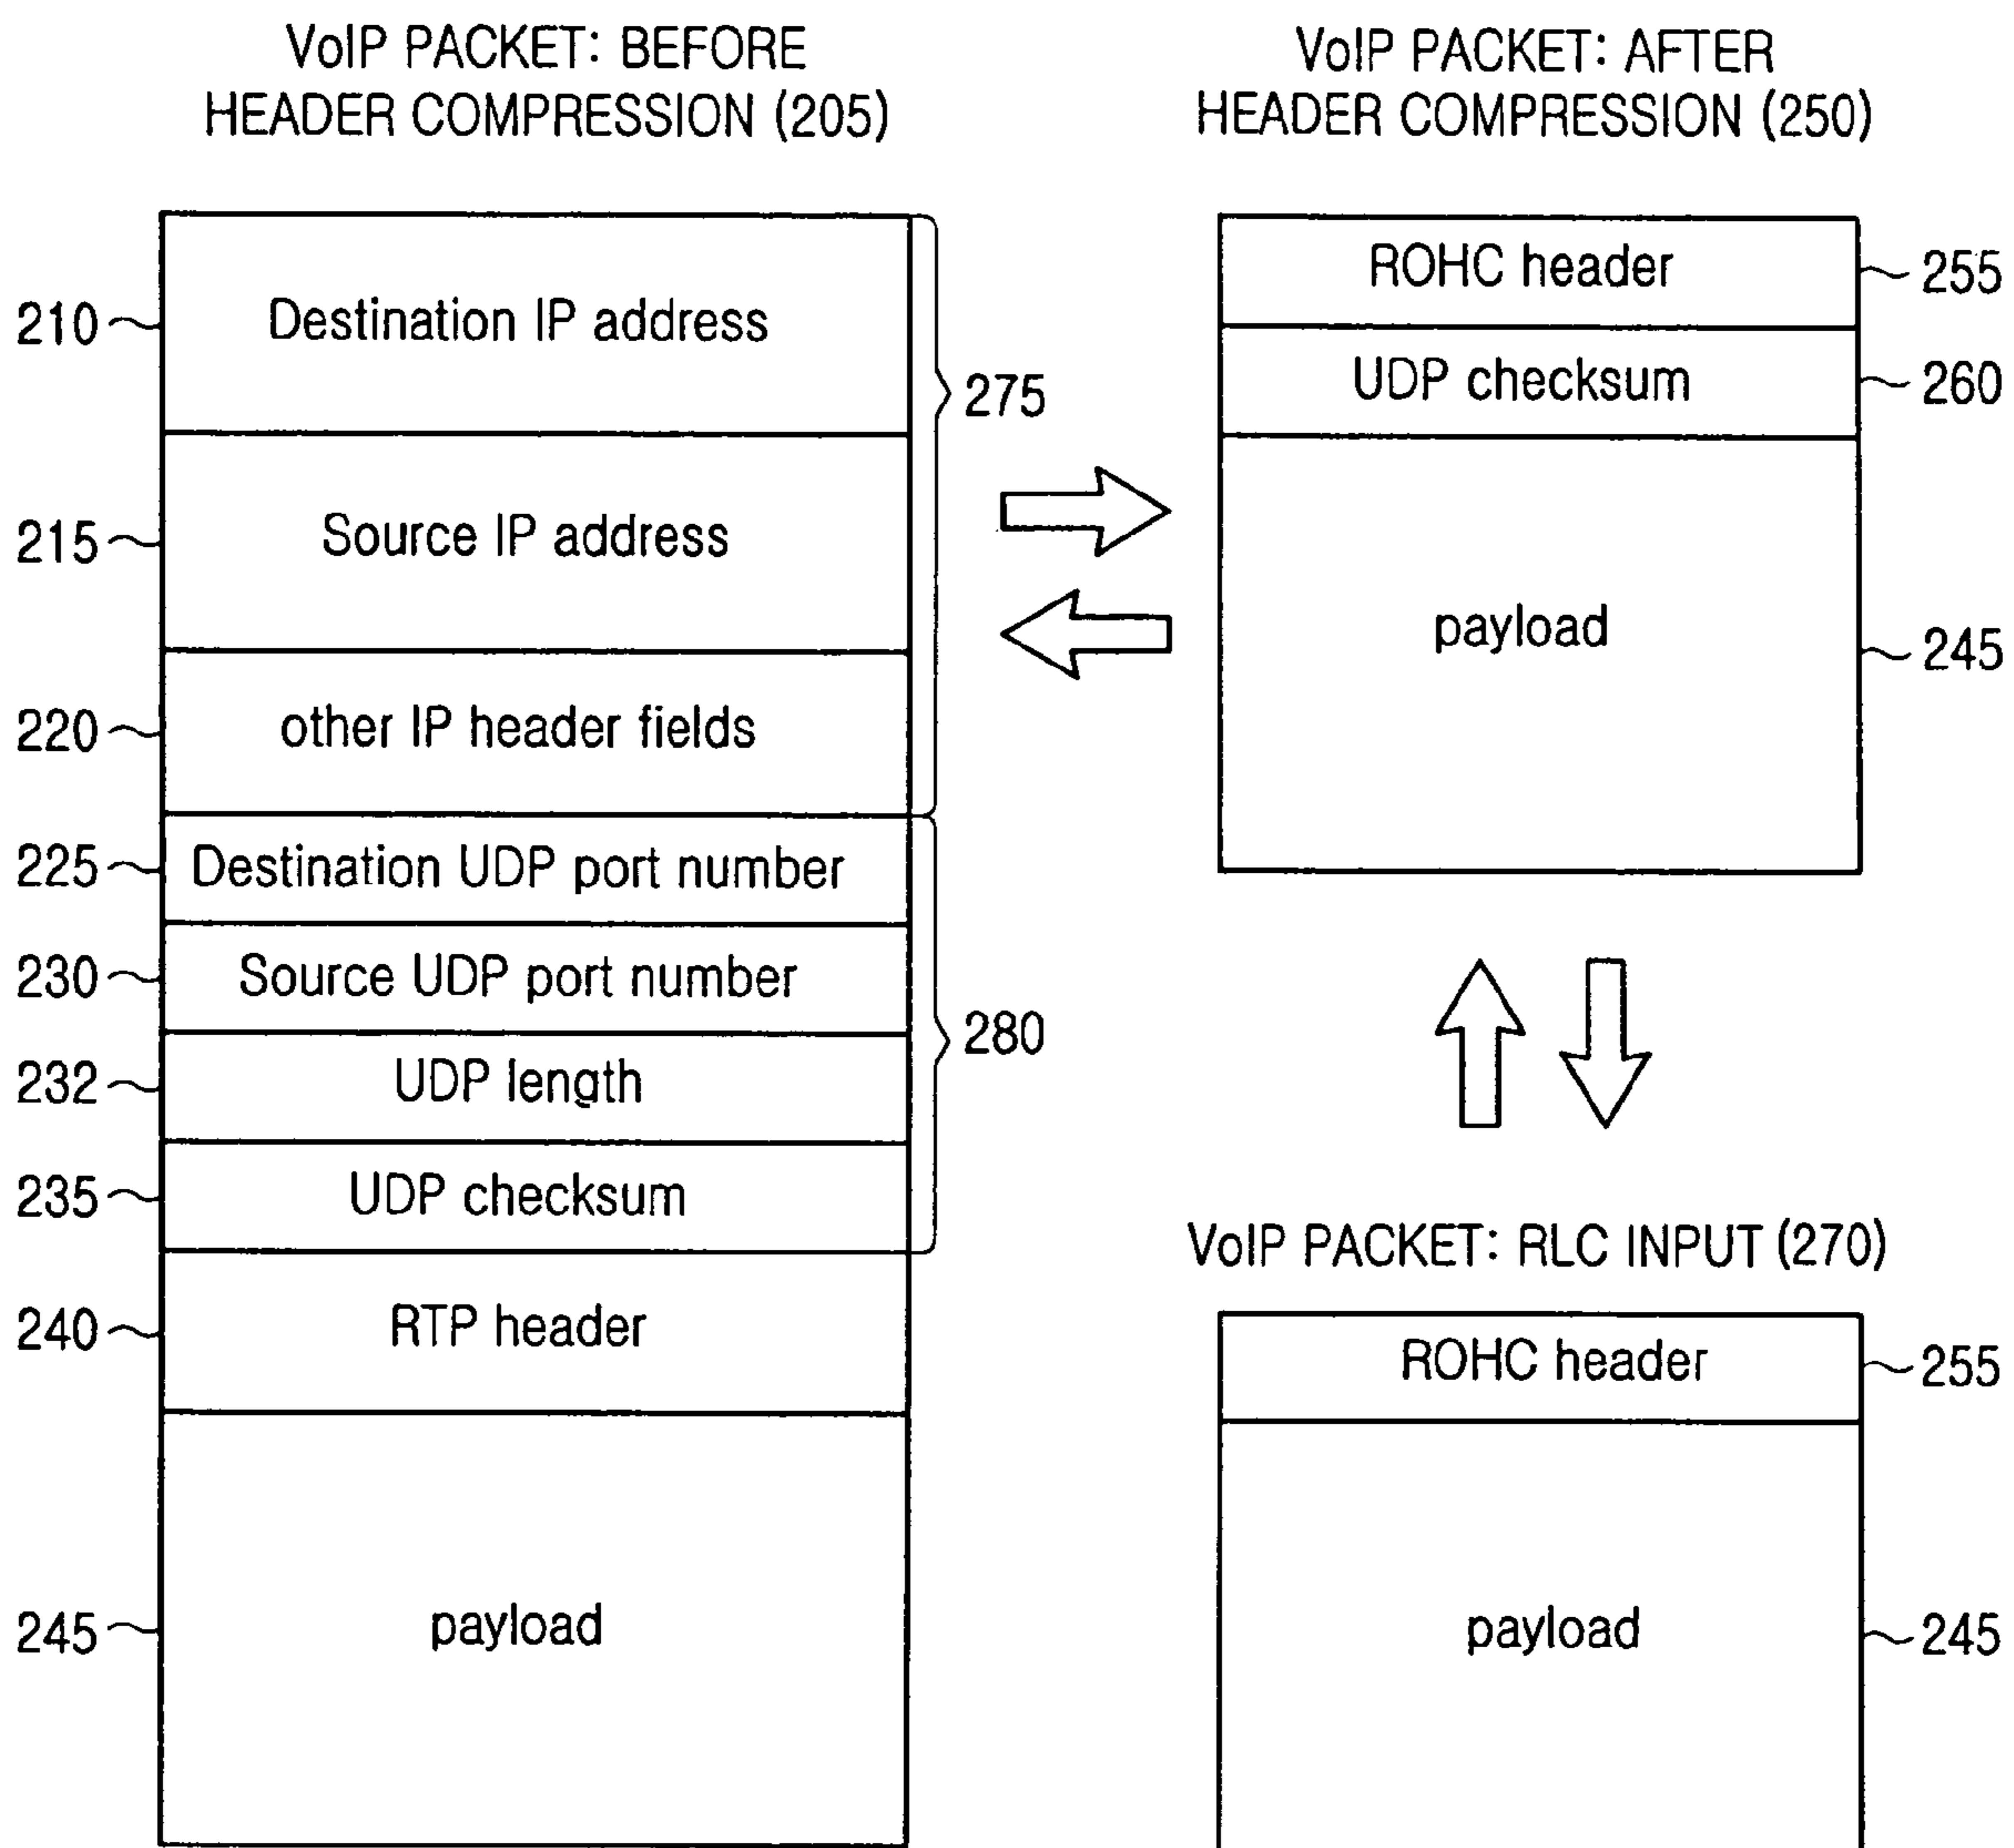 VoIP PACKET: BEFORE
HEADER COMPRESSION (205)
210
Destination IP address
215
Source IP address
220
other IP header fields
275
225
Destination UDP port number
230
Source UDP port number
232
UDP length
235
UDP checksum
280
240
RTP header
245
payload
VoIP PACKET: AFTER
HEADER COMPRESSION (250)
ROHC header
255
UDP checksum
260
payload
245
VoIP PACKET: RLC INPUT (270)
ROHC header
255
payload
245